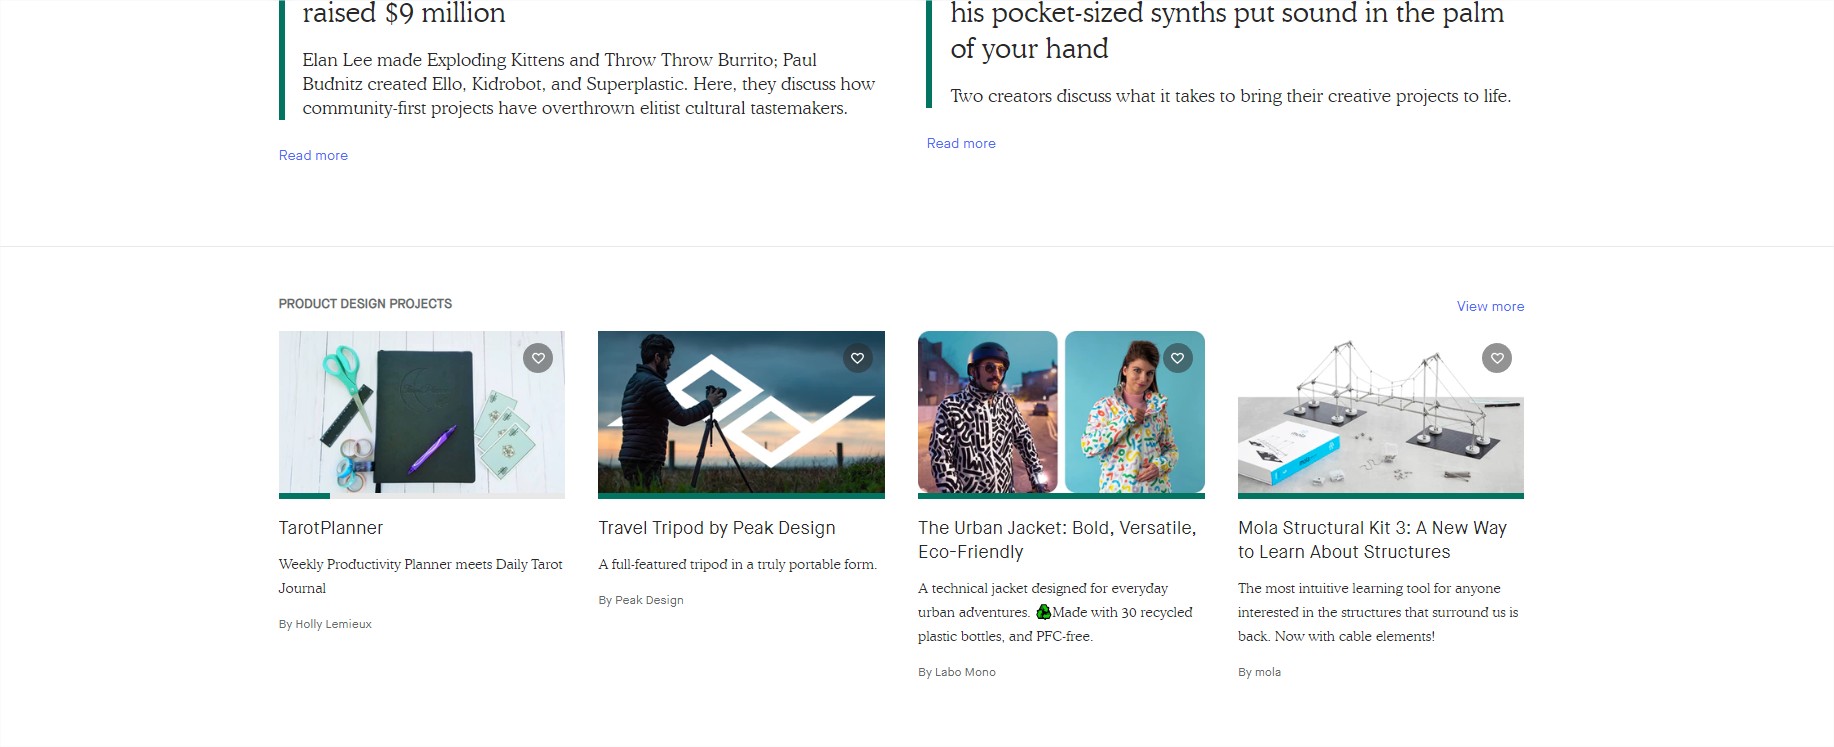 raised $9 million
Elan Lee made Exploding Kittens and Throw Throw Burrito; Paul
Budnitz created Ello, Kidrobot, and Superplastic. Here, they discuss how
community-first projects have overthrown elitist cultural tastemakers.
Read more
his pocket-sized synths put sound in the palm
of your hand
Two creators discuss what it takes to bring their creative projects to life.
Read more
PRODUCT DESIGN PROJECTS
View more
TarotPlanner
Weekly Productivity Planner meets Daily Tarot
Journal
By Holly Lemieux
Travel Tripod by Peak Design
A full-featured tripod in a truly portable form.
By Peak Design
The Urban Jacket: Bold, Versatile,
Eco-Friendly
A technical jacket designed for everyday
urban adventures. ♻Made with 30 recycled
plastic bottles, and PFC-free.
By Labo Mono
Mola Structural Kit 3: A New Way
to Learn About Structures
The most intuitive learning tool for anyone
interested in the structures that surround us is
back. Now with cable elements!
By mola